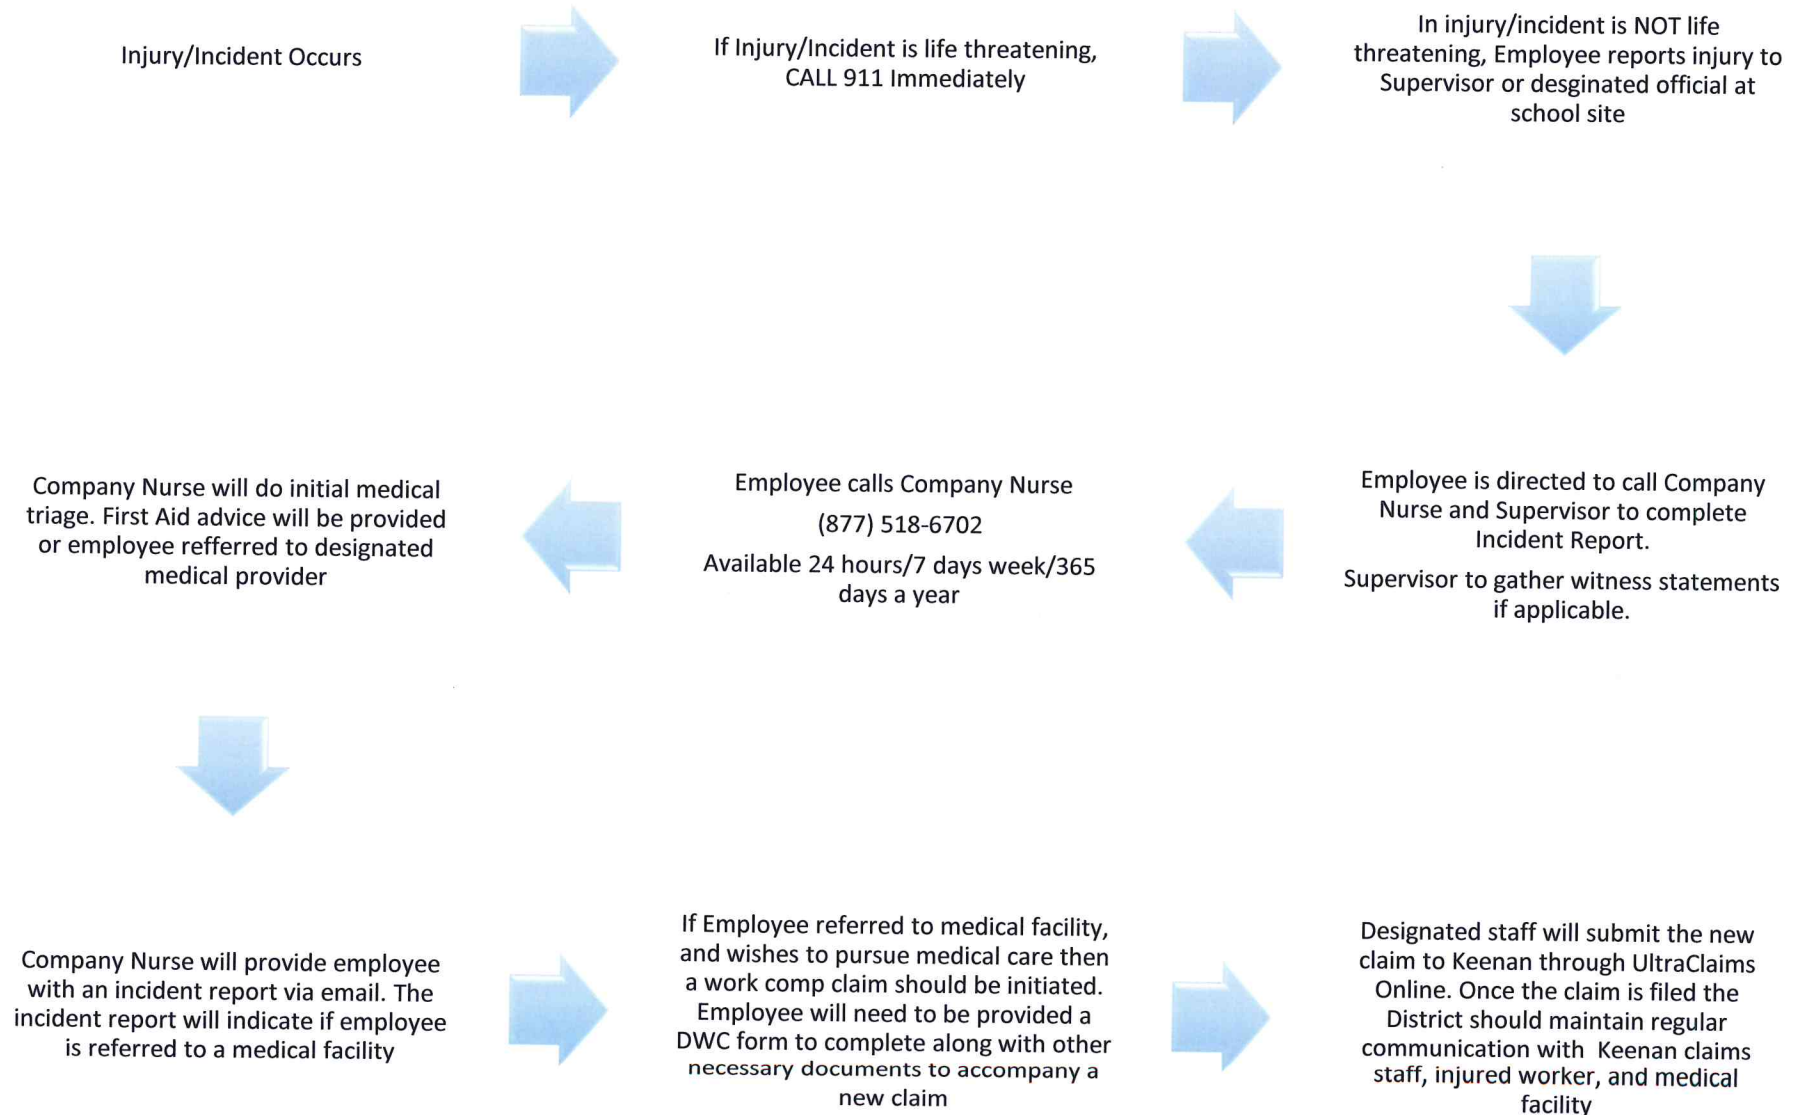 Injury/Incident Occurs
If Injury/Incident is life threatening,
CALL 911 Immediately
In injury/incident is NOT life
threatening, Employee reports injury to
Supervisor or desginated official at
school site
Employee is directed to call Company
Nurse and Supervisor to complete
Incident Report.
Supervisor to gather witness statements
if applicable.
Employee calls Company Nurse
(877) 518-6702
Available 24 hours/7 days week/365
days a year
Company Nurse will do initial medical
triage. First Aid advice will be provided
or employee refferred to designated
medical provider
Company Nurse will provide employee
with an incident report via email. The
incident report will indicate if employee
is referred to a medical facility
If Employee referred to medical facility,
and wishes to pursue medical care then
a work comp claim should be initiated.
Employee will need to be provided a
DWC form to complete along with other
necessary documents to accompany a
new claim
Designated staff will submit the new
claim to Keenan through UltraClaims
Online. Once the claim is filed the
District should maintain regular
communication with  Keenan claims
staff, injured worker, and medical
facility